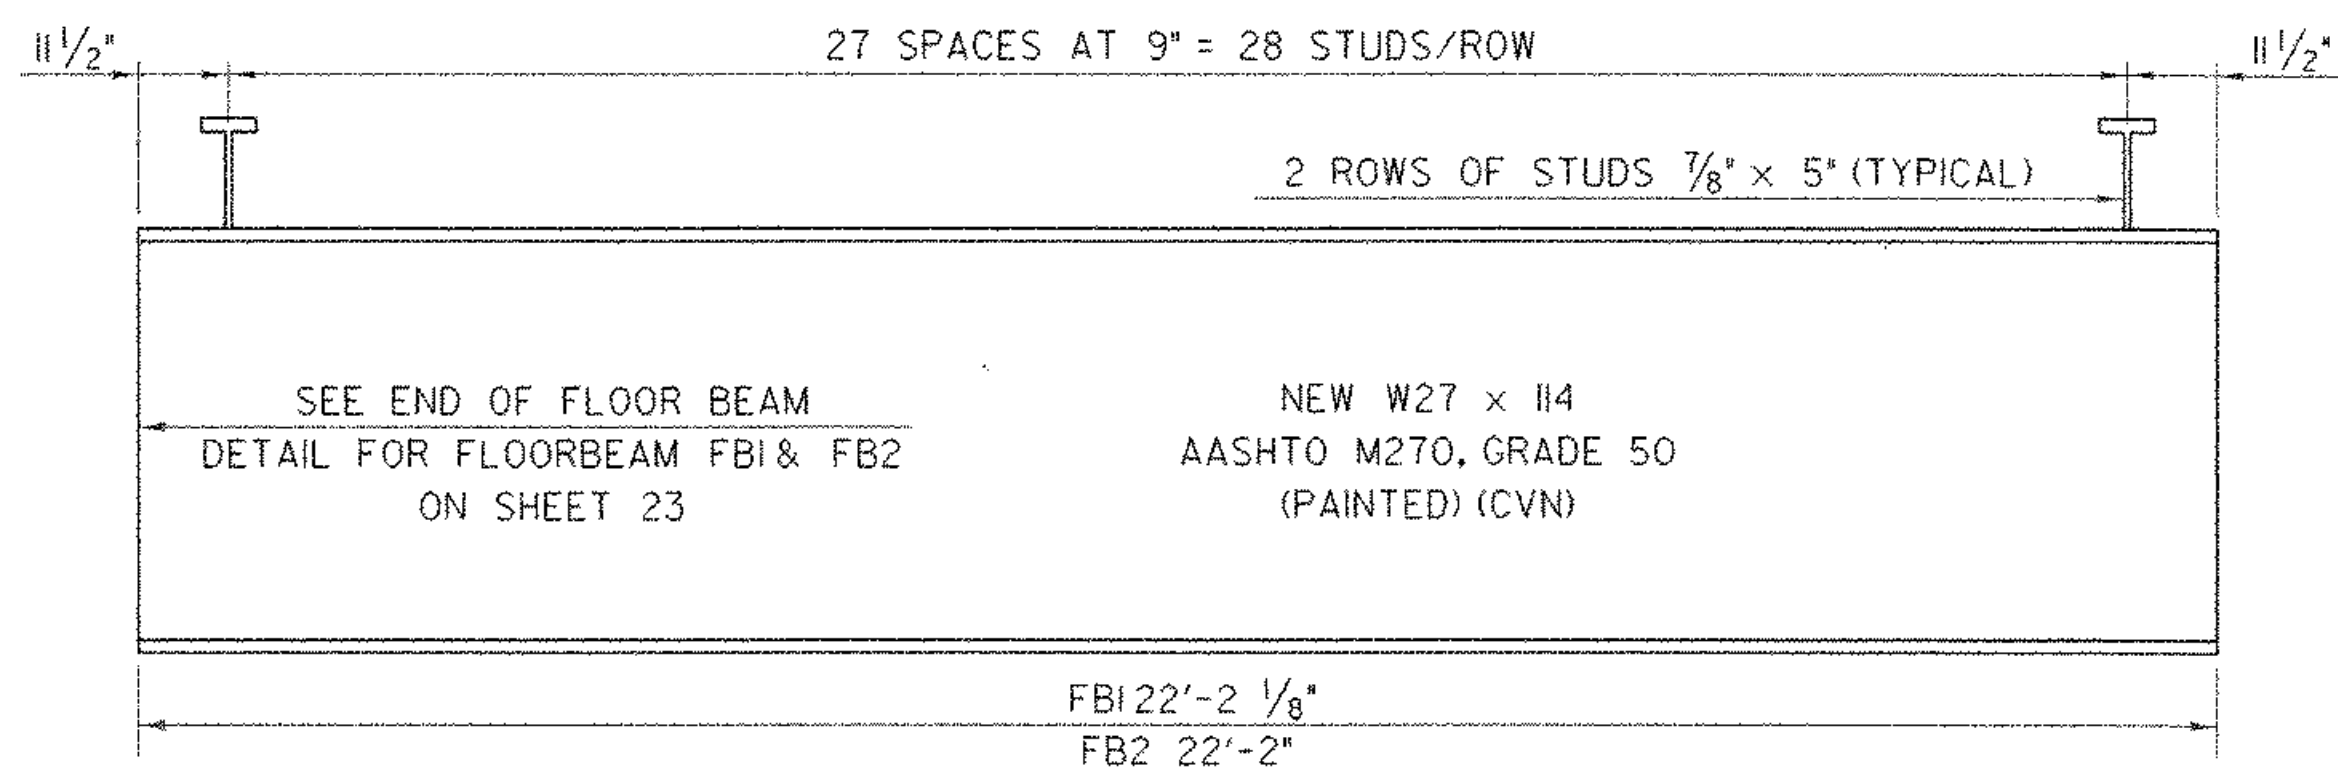 11 1/2"
27 SPACES AT 9" = 28 STUDS/ROW
11 1/2"
2 ROWS OF STUDS 7/8" x 5" (TYPICAL)
SEE END OF FLOOR BEAM
DETAIL FOR FLOORBEAM FB1 & FB2
ON SHEET 23
NEW W27 x 114
AASHTO M270, GRADE 50
(PAINTED) (CVN)
FB1 22'-2 1/8"
FB2 22'-2"